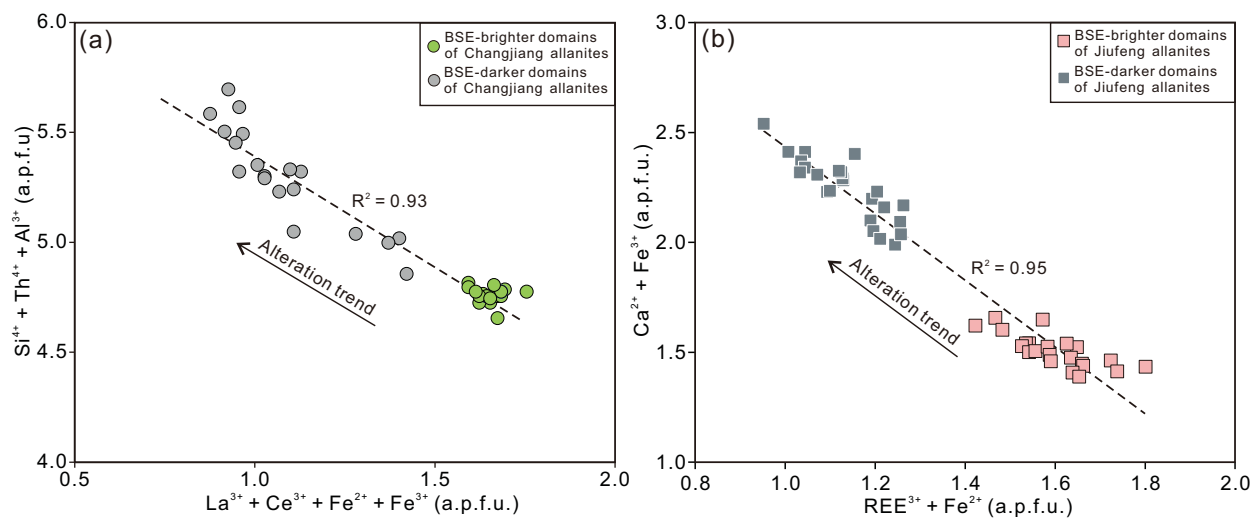 (a)
BSE-brighter domains
of Changjiang allanites
BSE-darker domains
of Changjiang allanites
6.0
5.5
5.0
4.5
4.0
Si⁴⁺ + Th⁴⁺ + Al³⁺ (a.p.f.u)
R² = 0.93
Alteration trend
0.5
1.0
1.5
2.0
La³⁺ + Ce³⁺ + Fe²⁺ + Fe³⁺ (a.p.f.u.)
(b)
BSE-brighter domains
of Jiufeng allanites
BSE-darker domains
of Jiufeng allanites
3.0
2.5
2.0
1.5
1.0
Ca²⁺ + Fe³⁺ (a.p.f.u.)
R² = 0.95
Alteration trend
0.8
1.0
1.2
1.4
1.6
1.8
2.0
REE³⁺ + Fe²⁺ (a.p.f.u.)